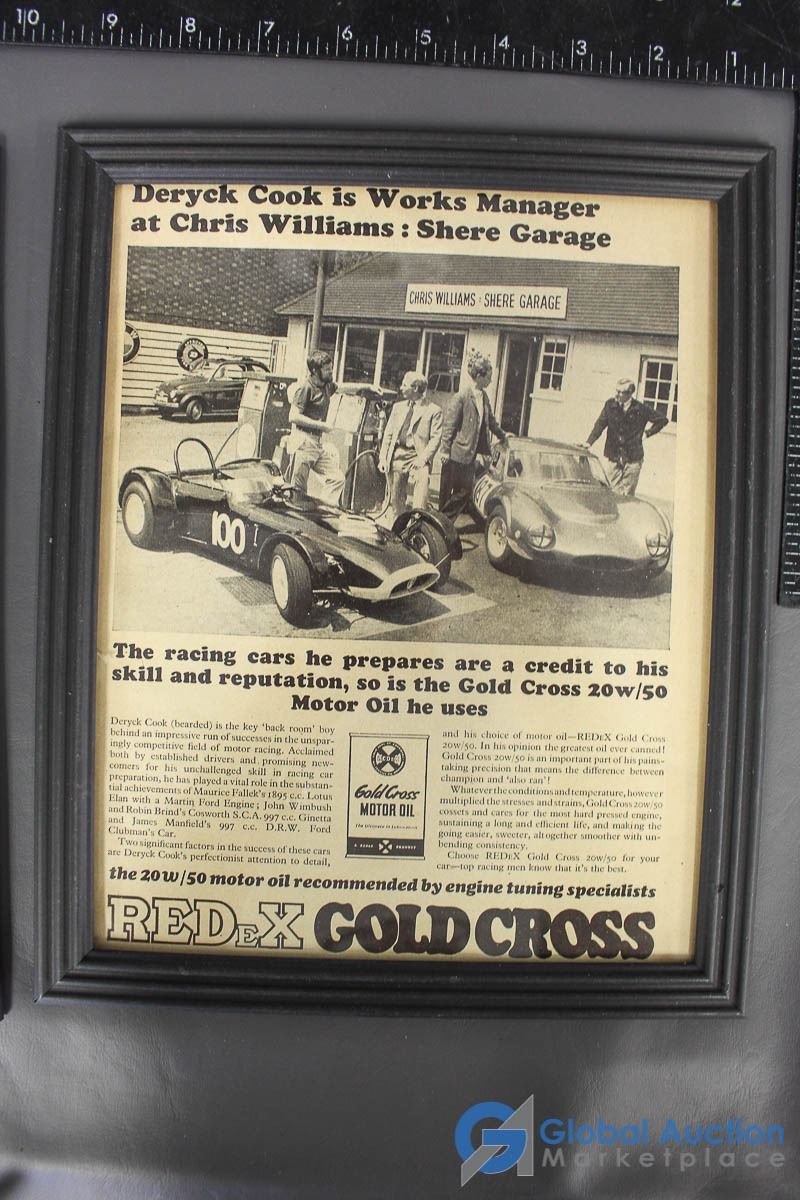 10 9 8 7 6 5 4 3 2 1
Deryck Cook is Works Manager
at Chris Williams : Shere Garage
CHRIS WILLIAMS : SHERE GARAGE
100
The racing cars he prepares are a credit to his
skill and reputation, so is the Gold Cross 20w/50
Motor Oil he uses
Deryck Cook (bearded) is the key 'back room' boy
behind an impressive run of successes in the unspar-
ingly competitive field of motor racing. Acclaimed
both by established drivers and promising new-
comers for his unchallenged skill in racing car
preparation, he has played a vital role in the substan-
tial achievements of Maurice Fallek's 1895 c.c. Lotus
Elan with a Martin Ford Engine; John Wimbush
and Robin Brind's Cosworth S.C.A. 997 c.c. Ginetta
and James Manfield's 997 c.c. D.R.W. Ford
Clubman's Car.
Two significant factors in the success of these cars
are Deryck Cook's perfectionist attention to detail,
Gold Cross
MOTOR OIL
and his choice of motor oil—REDEX Gold Cross
20w/50. In his opinion the greatest oil ever canned!
Gold Cross 20w/50 is an important part of his pains-
taking precision that means the difference between
champion and 'also ran'!
Whatever the conditions and temperature, however
multiplied the stresses and strains, Gold Cross 20w/50
cossets and cares for the most hard pressed engine,
sustaining a long and efficient life, and making the
going easier, sweeter, altogether smoother with un-
bending consistency.
Choose REDEX Gold Cross 20w/50 for your
car—top racing men know that it's the best.
the 20w/50 motor oil recommended by engine tuning specialists
REDEX GOLD CROSS
Global Auction
Marketplace